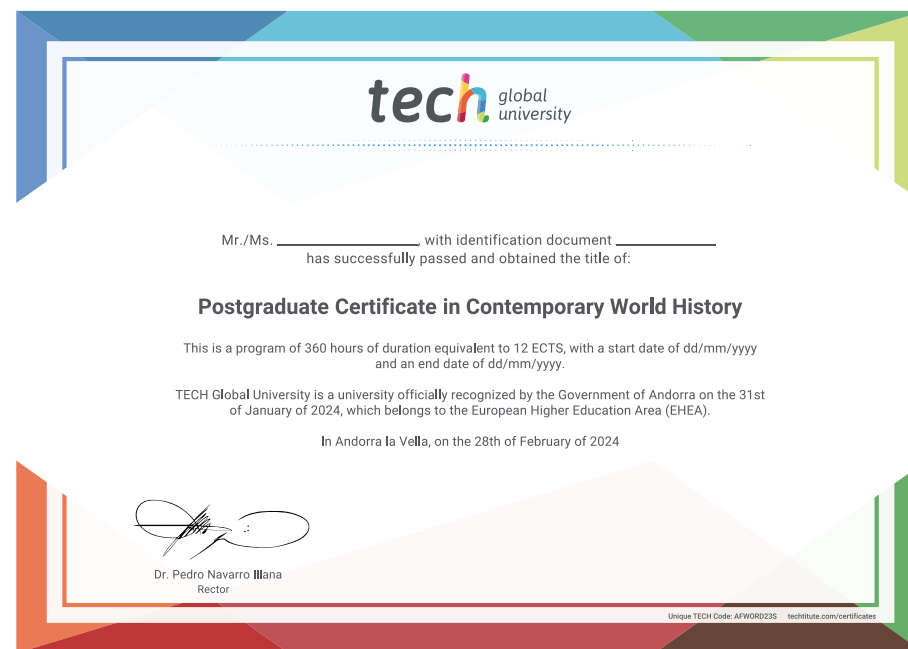 tech global university
Mr./Ms. ____________________, with identification document ______________
has successfully passed and obtained the title of:
Postgraduate Certificate in Contemporary World History
This is a program of 360 hours of duration equivalent to 12 ECTS, with a start date of dd/mm/yyyy
and an end date of dd/mm/yyyy.
TECH Global University is a university officially recognized by the Government of Andorra on the 31st
of January of 2024, which belongs to the European Higher Education Area (EHEA).
In Andorra la Vella, on the 28th of February of 2024
Dr. Pedro Navarro Illana
Rector
Unique TECH Code: AFWORD23S techtitute.com/certificates